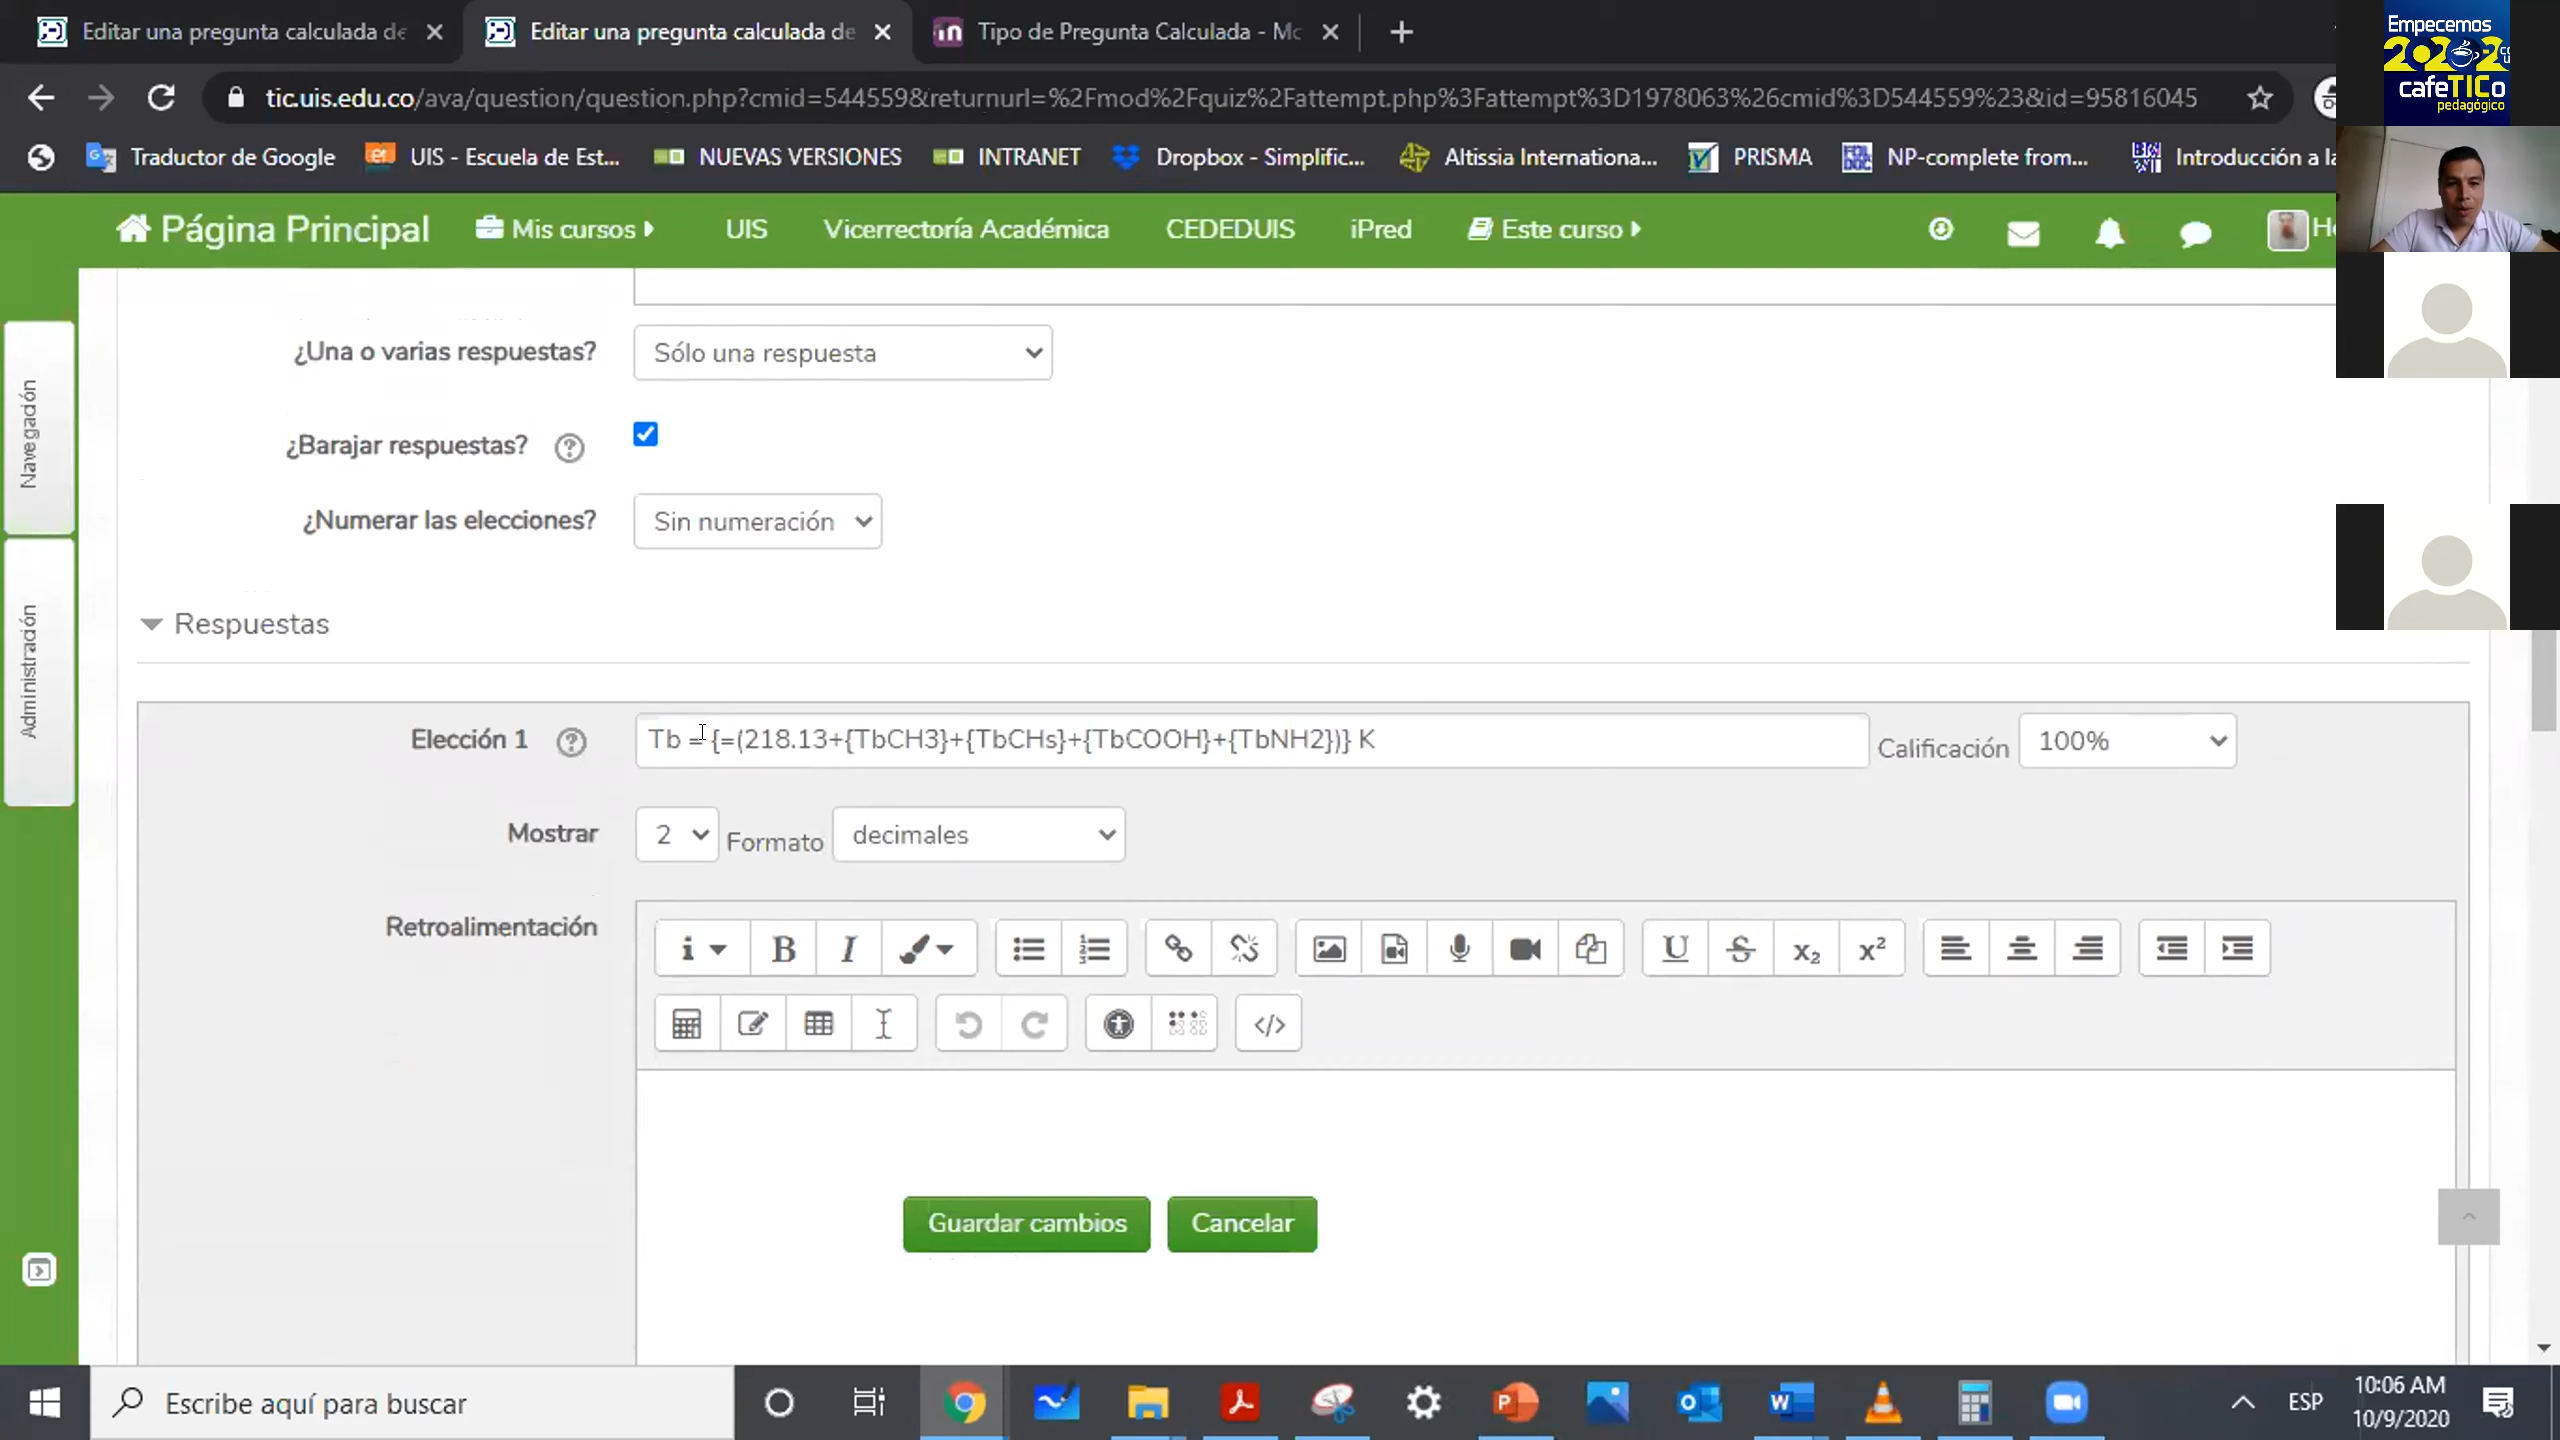 Editar una pregunta calculada de
Editar una pregunta calculada de
Tipo de Pregunta Calculada - Mo
tic.uis.edu.co/ava/question/question.php?cmid=544559&returnurl=%2Fmod%2Fquiz%2Fattempt.php%3Fattempt%3D1978063%26cmid%3D544559%23&id=95816045
Traductor de Google
UIS - Escuela de Est...
NUEVAS VERSIONES
INTRANET
Dropbox - Simplific...
Altissia Internationa...
PRISMA
NP-complete from...
Introducción a la
Empecemos
2020-2
cafeTICo
pedagógico
Página Principal
Mis cursos
UIS
Vicerrectoría Académica
CEDEDUIS
iPred
Este curso
Navegación
Administración
¿Una o varias respuestas?
Sólo una respuesta
¿Barajar respuestas?
¿Numerar las elecciones?
Sin numeración
Respuestas
Elección 1
Tb = {=(218.13+{TbCH3}+{TbCHs}+{TbCOOH}+{TbNH2})} K
Calificación
100%
Mostrar
2
Formato
decimales
Retroalimentación
Guardar cambios
Cancelar
Escribe aquí para buscar
ESP
10:06 AM
10/9/2020